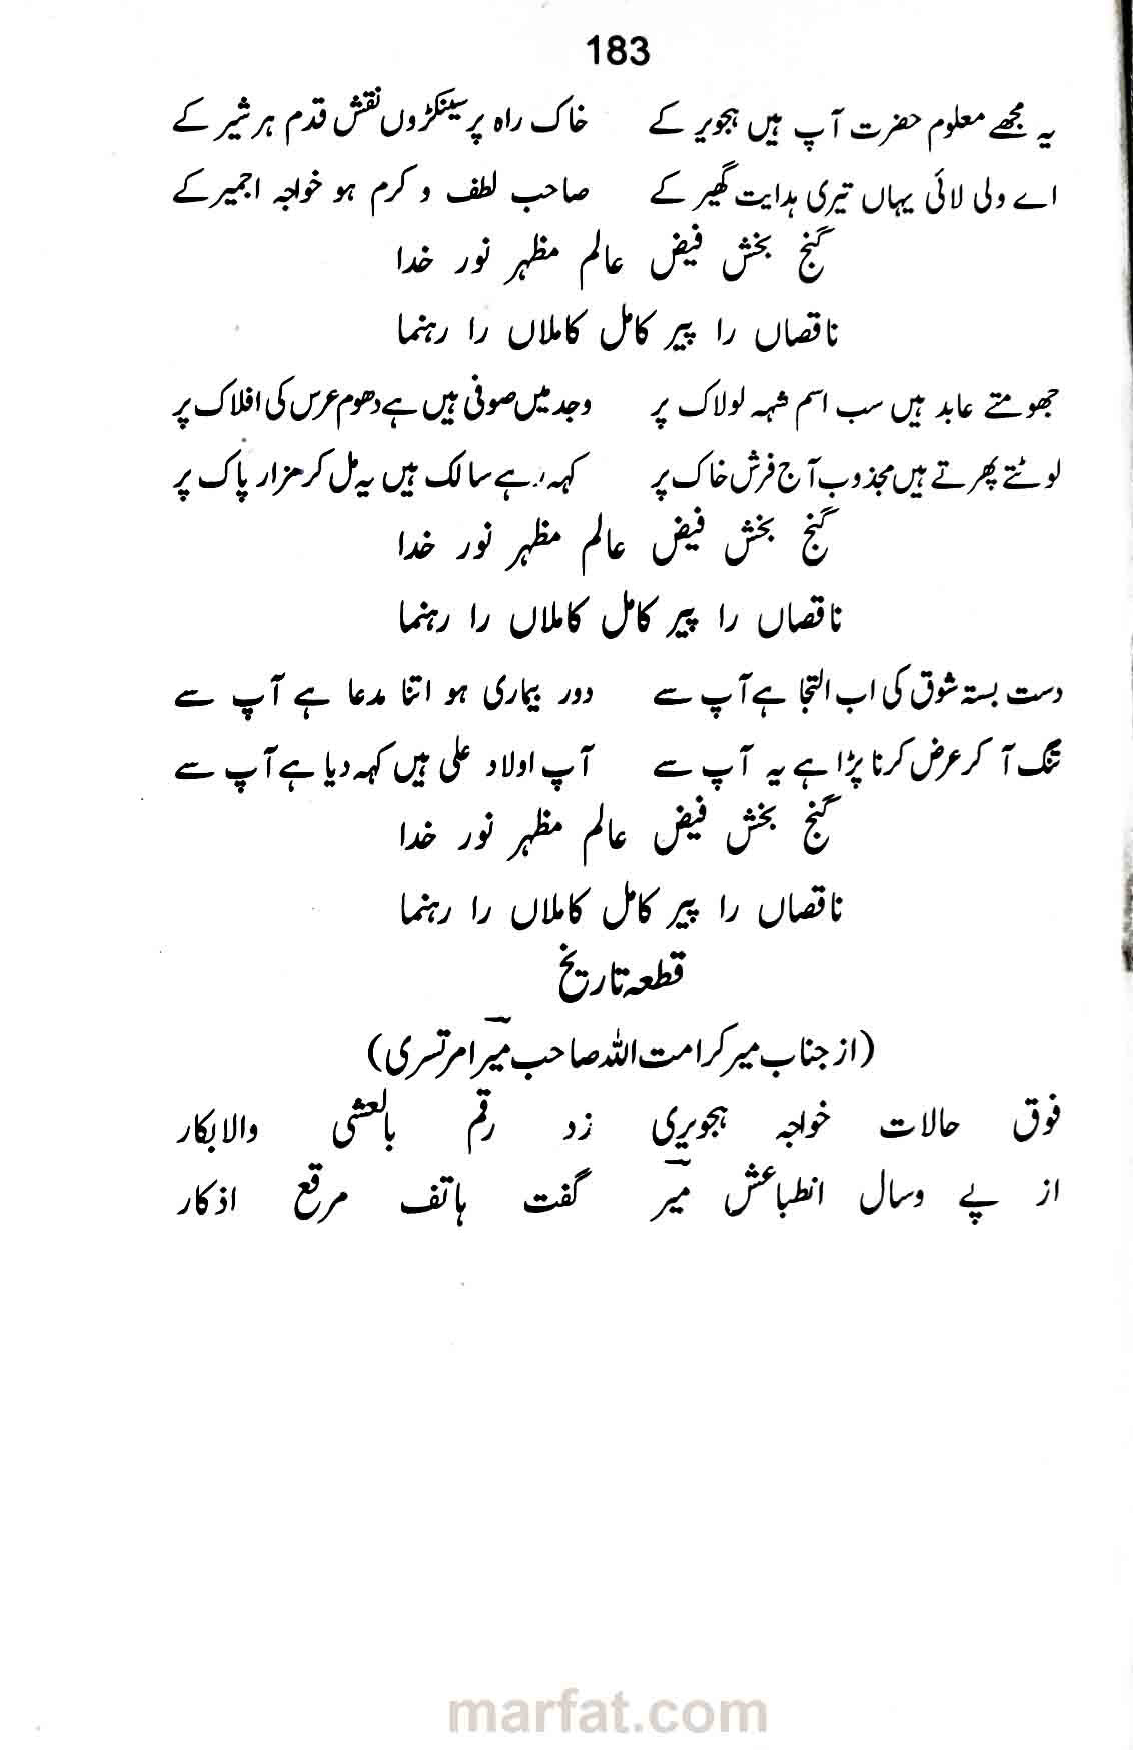 183
یہ مجھے معلوم حضرت آپ ہیں ہجویر کے خاک راہ پر سینکڑوں نقش قدم ہر شیر کے
اے ولی لائی یہاں تیری ہدایت گھیر کے صاحب لطف و کرم ہو خواجہ اجمیر کے
گنج بخش فیض عالم مظہر نور خدا
ناقصاں را پیر کامل کاملاں را رہنما
جھومتے عابد ہیں سب اسم شہہ لولاک پر وجد میں صوفی ہیں ہے دھوم عرس کی افلاک پر
لوٹتے پھرتے ہیں مجذوب آج فرش خاک پر کہہ رہے سالک ہیں یہ مل کر مزار پاک پر
گنج بخش فیض عالم مظہر نور خدا
ناقصاں را پیر کامل کاملاں را رہنما
دست بستہ شوق کی اب التجا ہے آپ سے دور بیماری ہو اتنا مدعا ہے آپ سے
تنگ آ کر عرض کرنا پڑا ہے یہ آپ سے آپ اولاد علی ہیں کہہ دیا ہے آپ سے
گنج بخش فیض عالم مظہر نور خدا
ناقصاں را پیر کامل کاملاں را رہنما
قطعہ تاریخ
(از جناب میر کرامت اللہ صاحب میرؔ امرتسری)
فوق حالات خواجہ ہجویری زد رقم بالعشی والابکار
از پے وسال انطباعش میرؔ گفت ہاتف مرقع اذکار
marfat.com